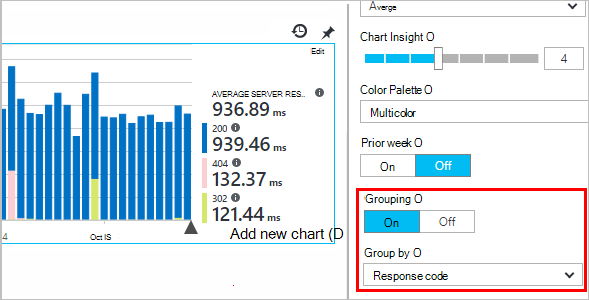 Edit
AVERAGE SERVER RES..
936.89 ms
200
939.46 ms
404
132.37 ms
302
121.44 ms
4
Oct IS
Add new chart (D
Averge
Chart Insight O
4
Color Palette O
Multicolor
Prior week O
On Off
Grouping O
On Off
Group by O
Response code